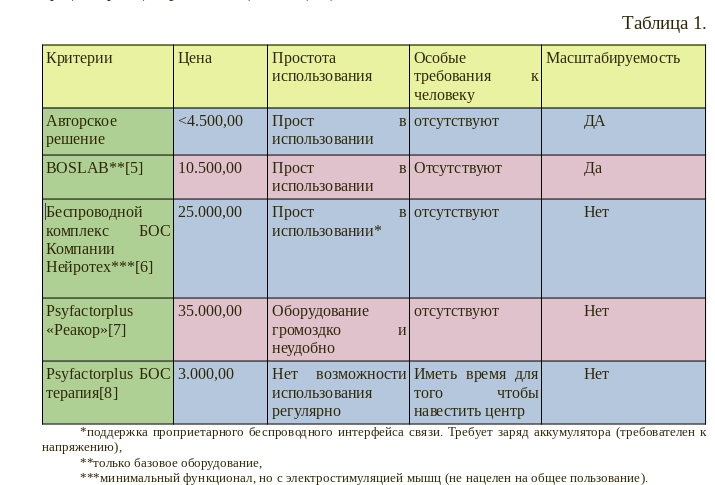 Таблица 1.
Критерии Цена Простота использования Особые требования к человеку Масштабируемость
Авторское решение <4.500,00 Прост в использовании отсутствуют ДА
BOSLAB**[5] 10.500,00 Прост в использовании Отсутствуют Да
Беспроводной комплекс БОС Компании Нейротех***[6] 25.000,00 Прост в использовании* отсутствуют Нет
Psyfactorplus «Реакор»[7] 35.000,00 Оборудование громоздко и неудобно отсутствуют Нет
Psyfactorplus БОС терапия[8] 3.000,00 Нет возможности использования регулярно Иметь время для того чтобы навестить центр Нет
*поддержка проприетарного беспроводного интерфейса связи. Требует заряд аккумулятора (требователен к
напряжению),
**только базовое оборудование,
***минимальный функционал, но с электростимуляцией мышц (не нацелен на общее пользование).